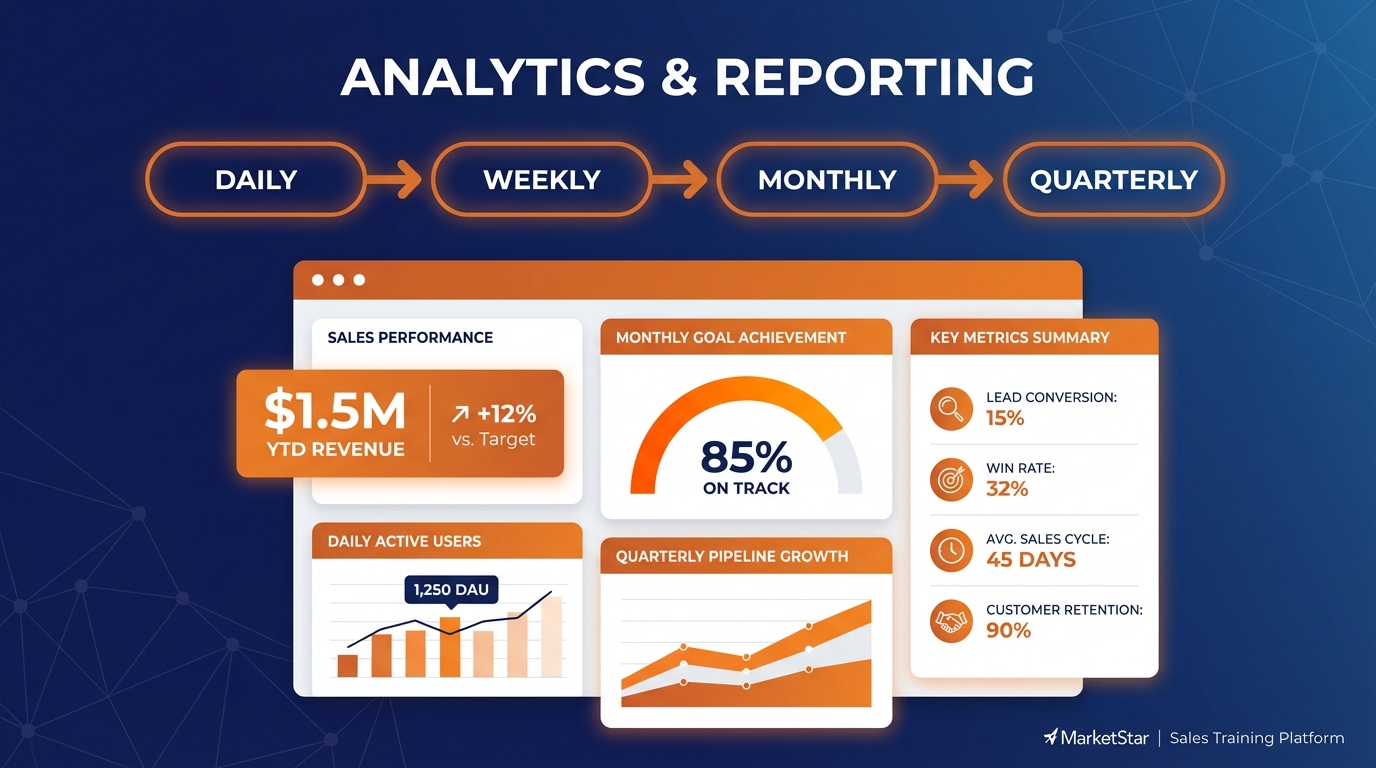 ANALYTICS & REPORTING
DAILY
WEEKLY
MONTHLY
QUARTERLY
SALES PERFORMANCE
$1.5M
YTD REVENUE
+12%
vs. Target
MONTHLY GOAL ACHIEVEMENT
85%
ON TRACK
KEY METRICS SUMMARY
LEAD CONVERSION:
15%
WIN RATE:
32%
AVG. SALES CYCLE:
45 DAYS
CUSTOMER RETENTION:
90%
DAILY ACTIVE USERS
1,250 DAU
QUARTERLY PIPELINE GROWTH
MarketStar | Sales Training Platform